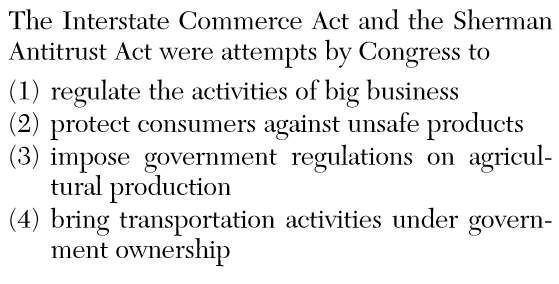 The Interstate Commerce Act and the Sherman
Antitrust Act were attempts by Congress to
(1) regulate the activities of big business
(2) protect consumers against unsafe products
(3) impose government regulations on agricul-
tural production
(4) bring transportation activities under govern-
ment ownership